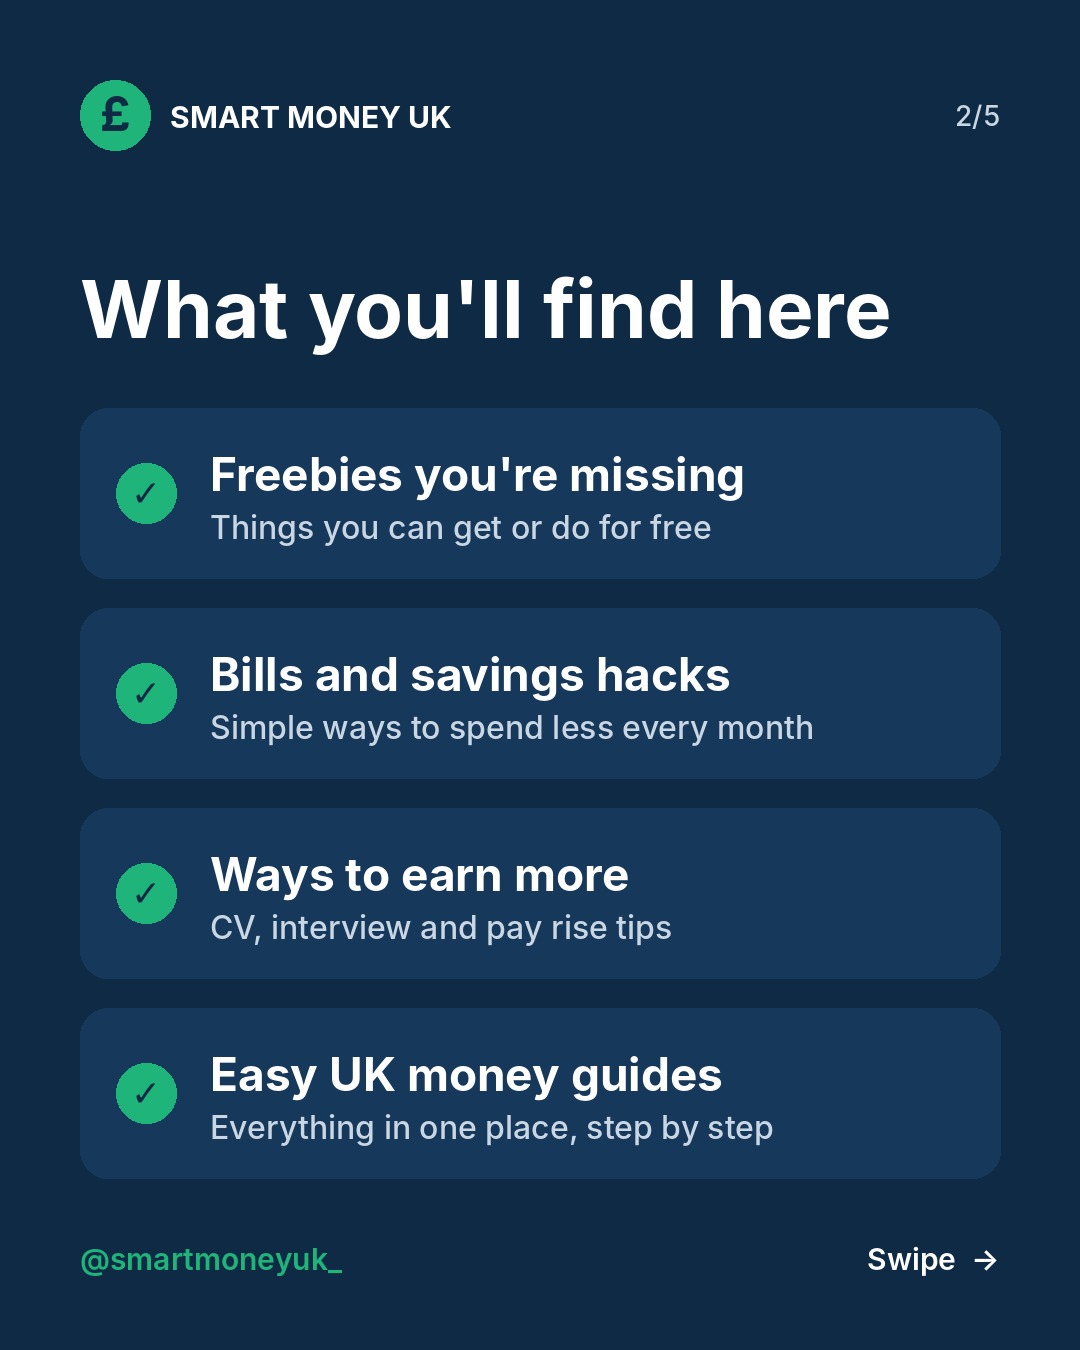 £ SMART MONEY UK
2/5
What you'll find here
✓ Freebies you're missing
Things you can get or do for free
✓ Bills and savings hacks
Simple ways to spend less every month
✓ Ways to earn more
CV, interview and pay rise tips
✓ Easy UK money guides
Everything in one place, step by step
@smartmoneyuk_
Swipe →